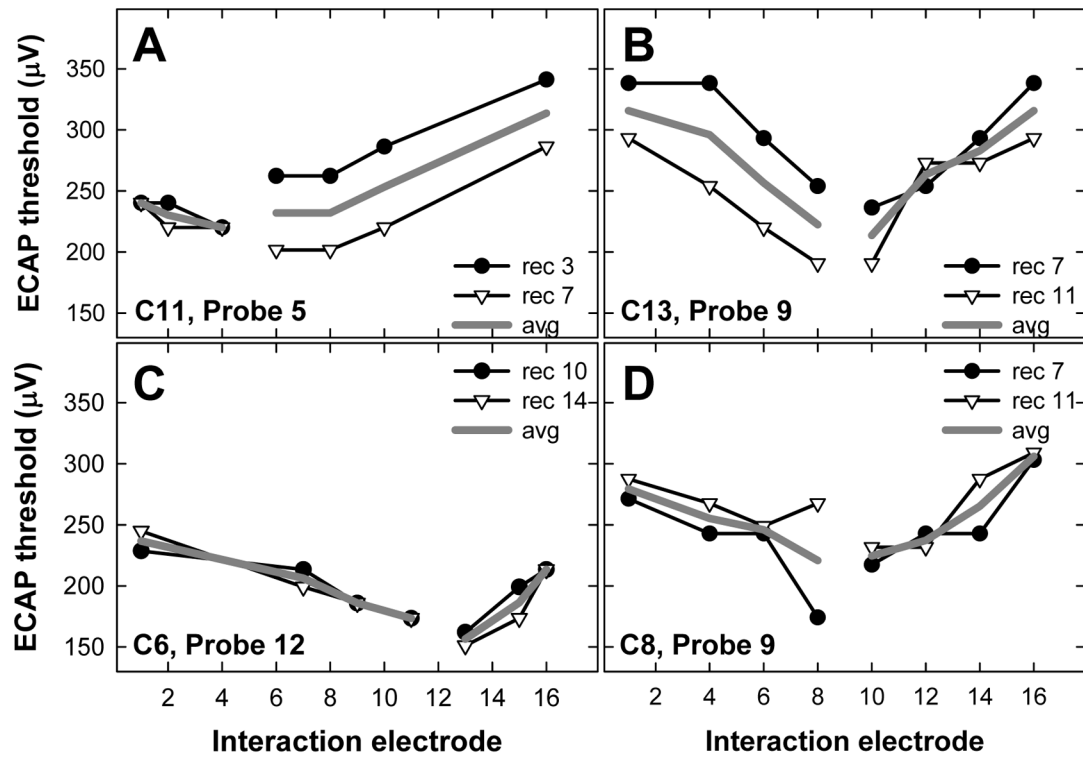 A
B
ECAP threshold (μV)
350
300
250
200
150
rec 3
rec 7
avg
C11, Probe 5
rec 7
rec 11
avg
C13, Probe 9
C
D
ECAP threshold (μV)
350
300
250
200
150
rec 10
rec 14
avg
C6, Probe 12
rec 7
rec 11
avg
C8, Probe 9
2 4 6 8 10 12 14 16
2 4 6 8 10 12 14 16
Interaction electrode
Interaction electrode